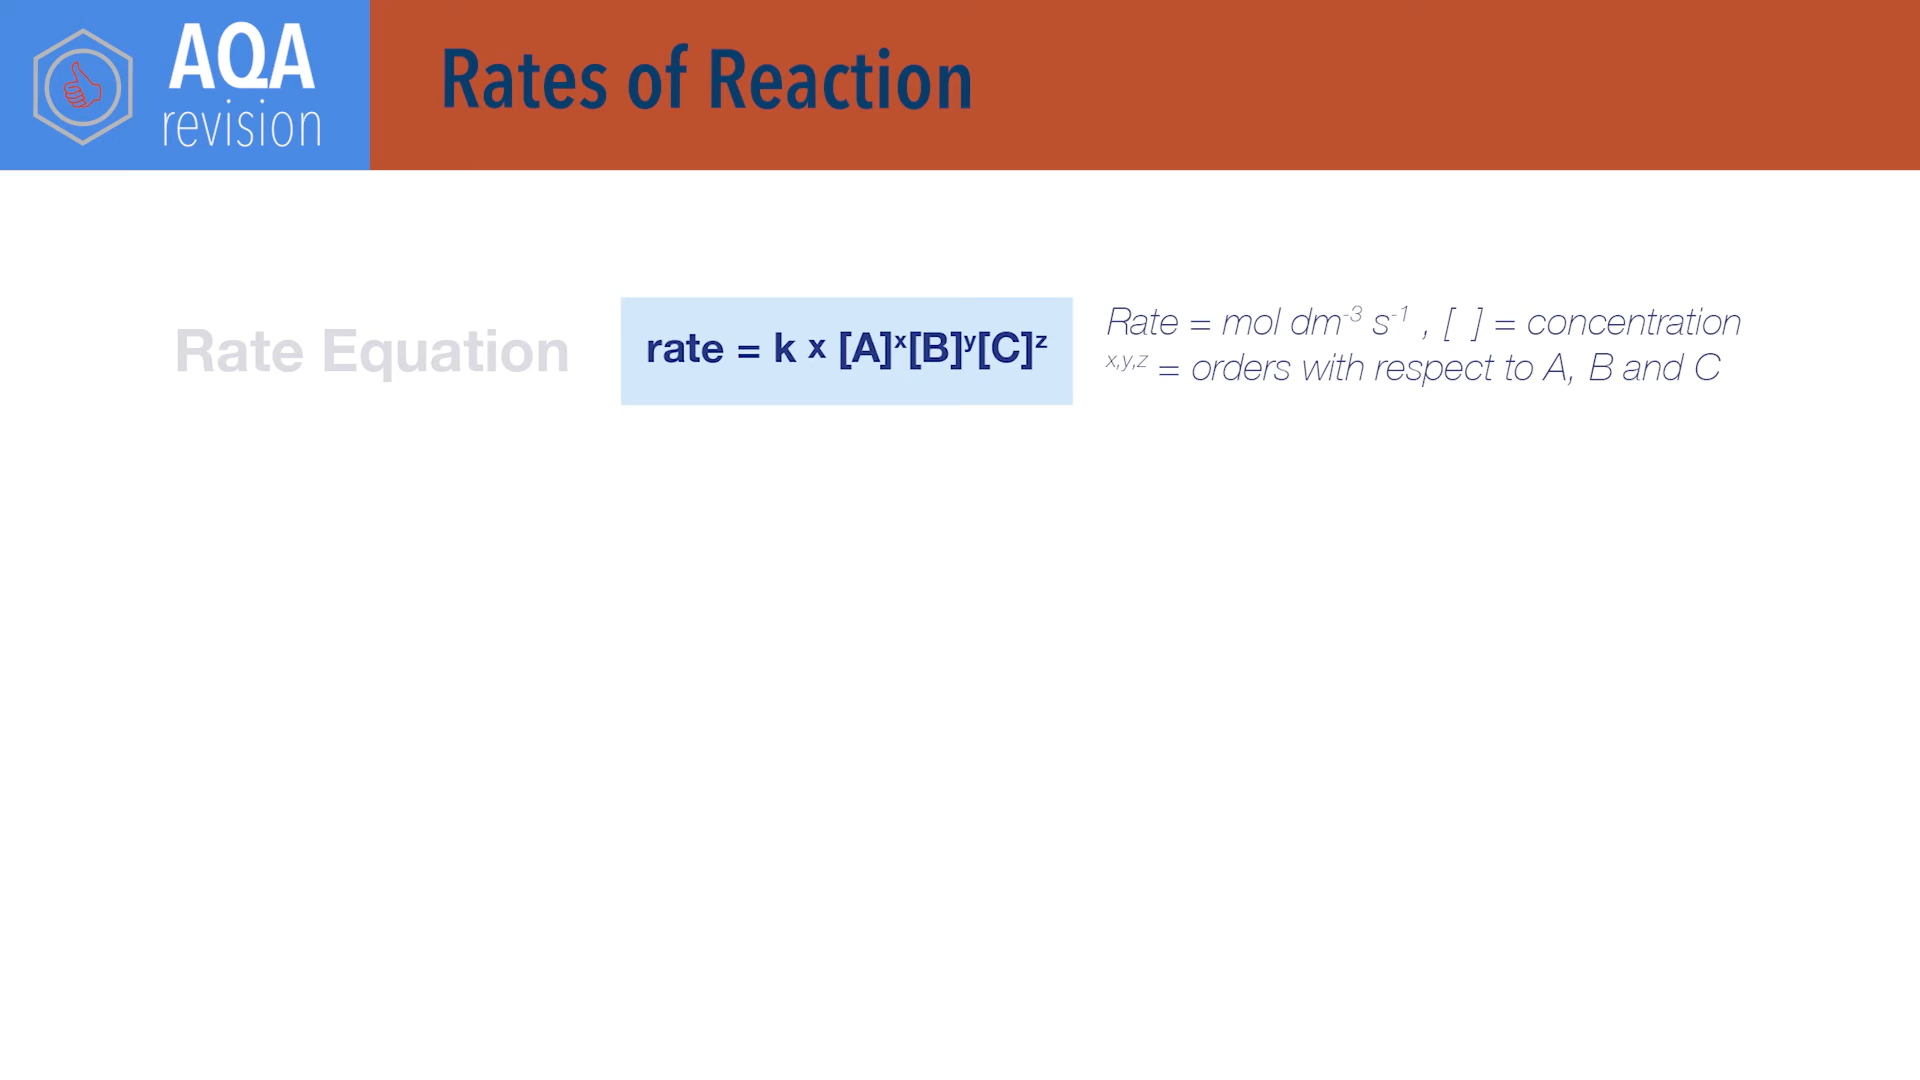 AQA
revision
Rates of Reaction
Rate Equation
rate = k x [A]ˣ[B]ʸ[C]ᶻ
Rate = mol dm⁻³ s⁻¹ , [ ] = concentration
ˣ,ʸ,ᶻ = orders with respect to A, B and C